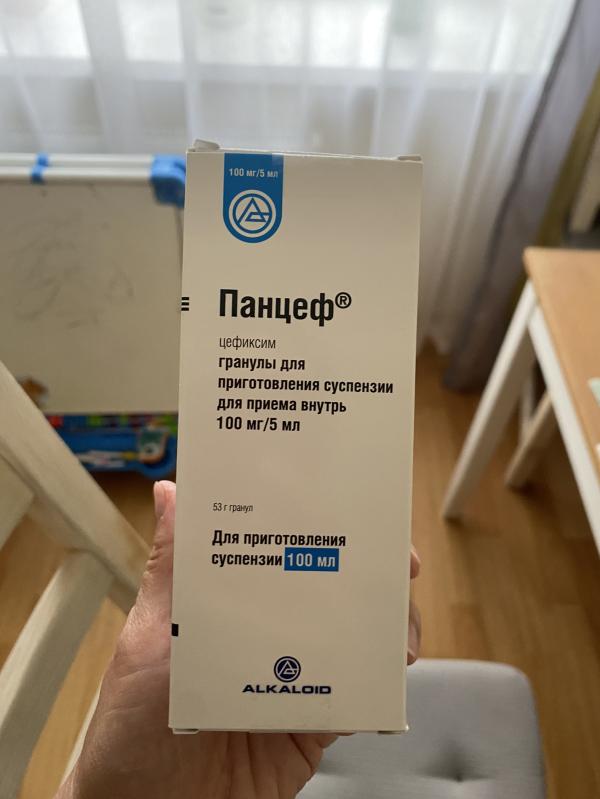 100 мг/5 мл
Панцеф®
цефиксим
гранулы для
приготовления суспензии
для приема внутрь
100 мг/5 мл
53 г гранул
Для приготовления
суспензии 100 мл
ALKALOID